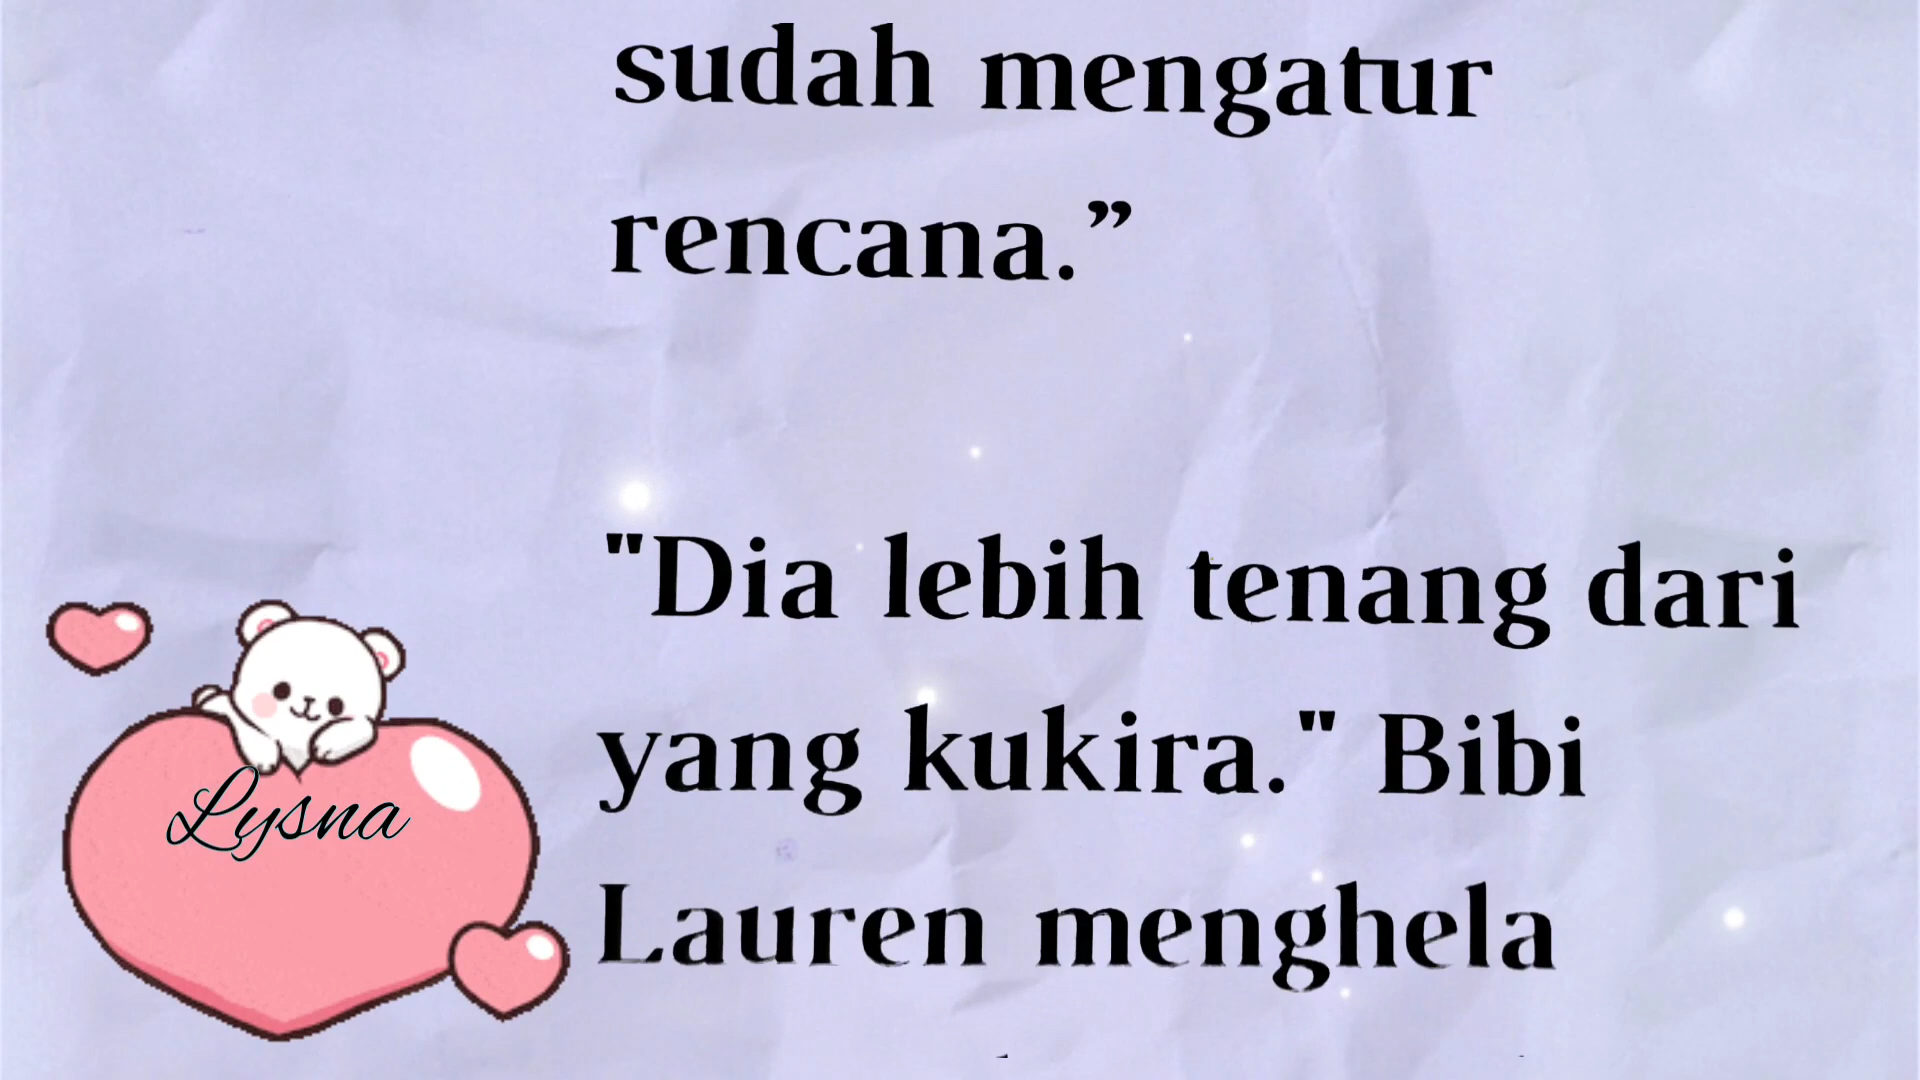 sudah mengatur
rencana.”
"Dia lebih tenang dari
yang kukira." Bibi
Lauren menghela
Lysna